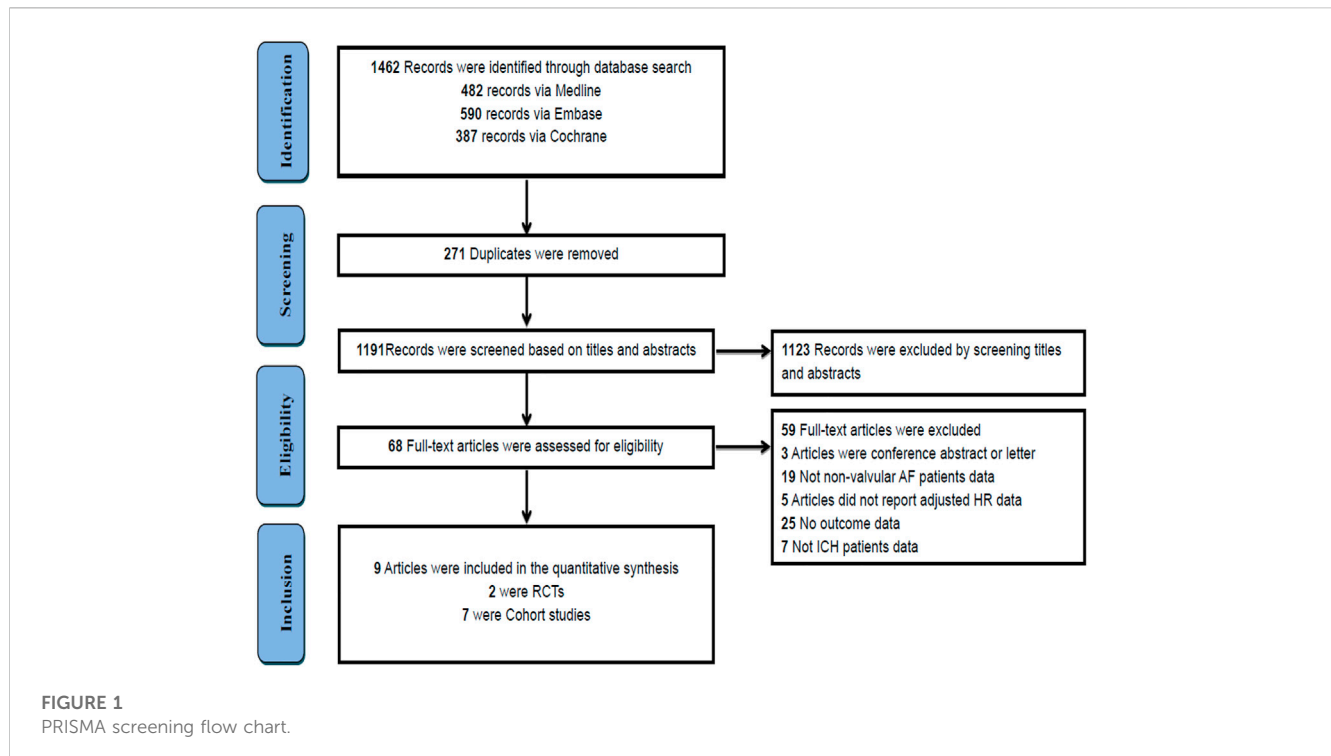 Identification
1462 Records were identified through database search
482 records via Medline
590 records via Embase
387 records via Cochrane
Screening
271 Duplicates were removed
1191Records were screened based on titles and abstracts
1123 Records were excluded by screening titles
and abstracts
Eligibility
68 Full-text articles were assessed for eligibility
59 Full-text articles were excluded
3 Articles were conference abstract or letter
19 Not non-valvular AF patients data
5 Articles did not report adjusted HR data
25 No outcome data
7 Not ICH patients data
Inclusion
9 Articles were included in the quantitative synthesis
2 were RCTs
7 were Cohort studies
FIGURE 1
PRISMA screening flow chart.